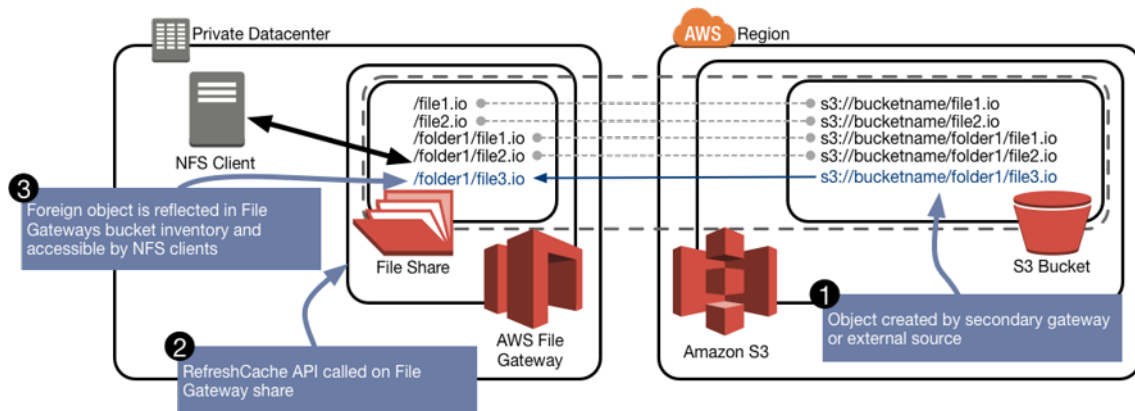 Private Datacenter
AWS
Region
/file1.io
/file2.io
/folder1/file1.io
/folder1/file2.io
/folder1/file3.io
s3://bucketname/file1.io
s3://bucketname/file2.io
s3://bucketname/folder1/file1.io
s3://bucketname/folder1/file2.io
s3://bucketname/folder1/file3.io
NFS Client
3
Foreign object is reflected in File
Gateways bucket inventory and
accessible by NFS clients
File Share
S3 Bucket
AWS File
Gateway
Amazon S3
1
Object created by secondary gateway
or external source
2
RefreshCache API called on File
Gateway share